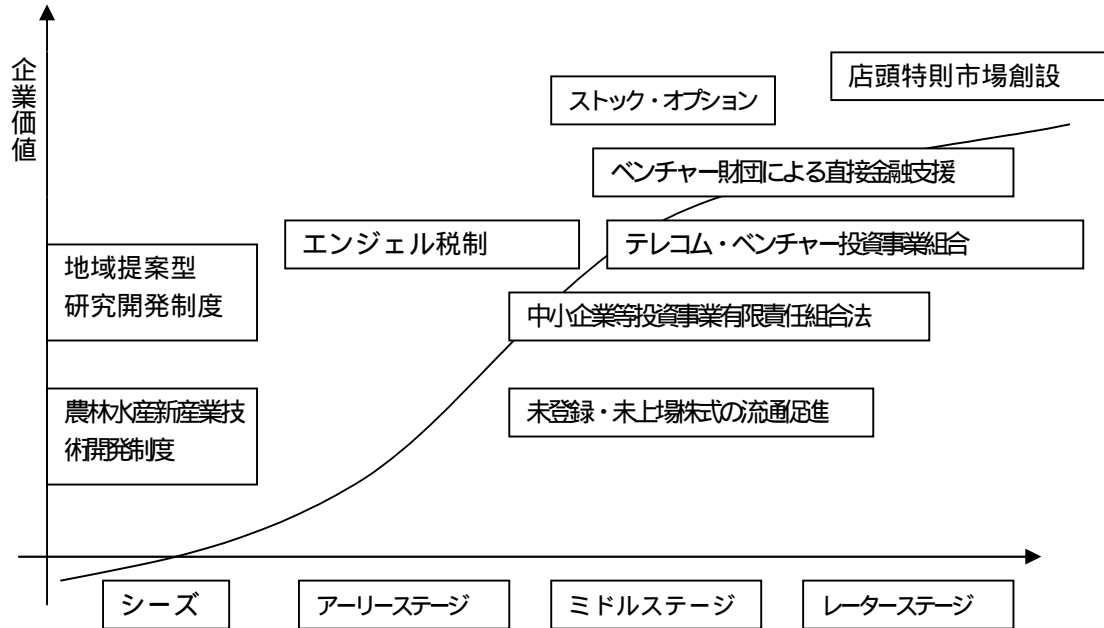 企業価値
店頭特則市場創設
ストック・オプション
ベンチャー財団による直接金融支援
エンジェル税制
テレコム・ベンチャー投資事業組合
地域提案型
研究開発制度
中小企業等投資事業有限責任組合法
農林水産新産業技
術開発制度
未登録・未上場株式の流通促進
シーズ
アーリーステージ
ミドルステージ
レーターステージ